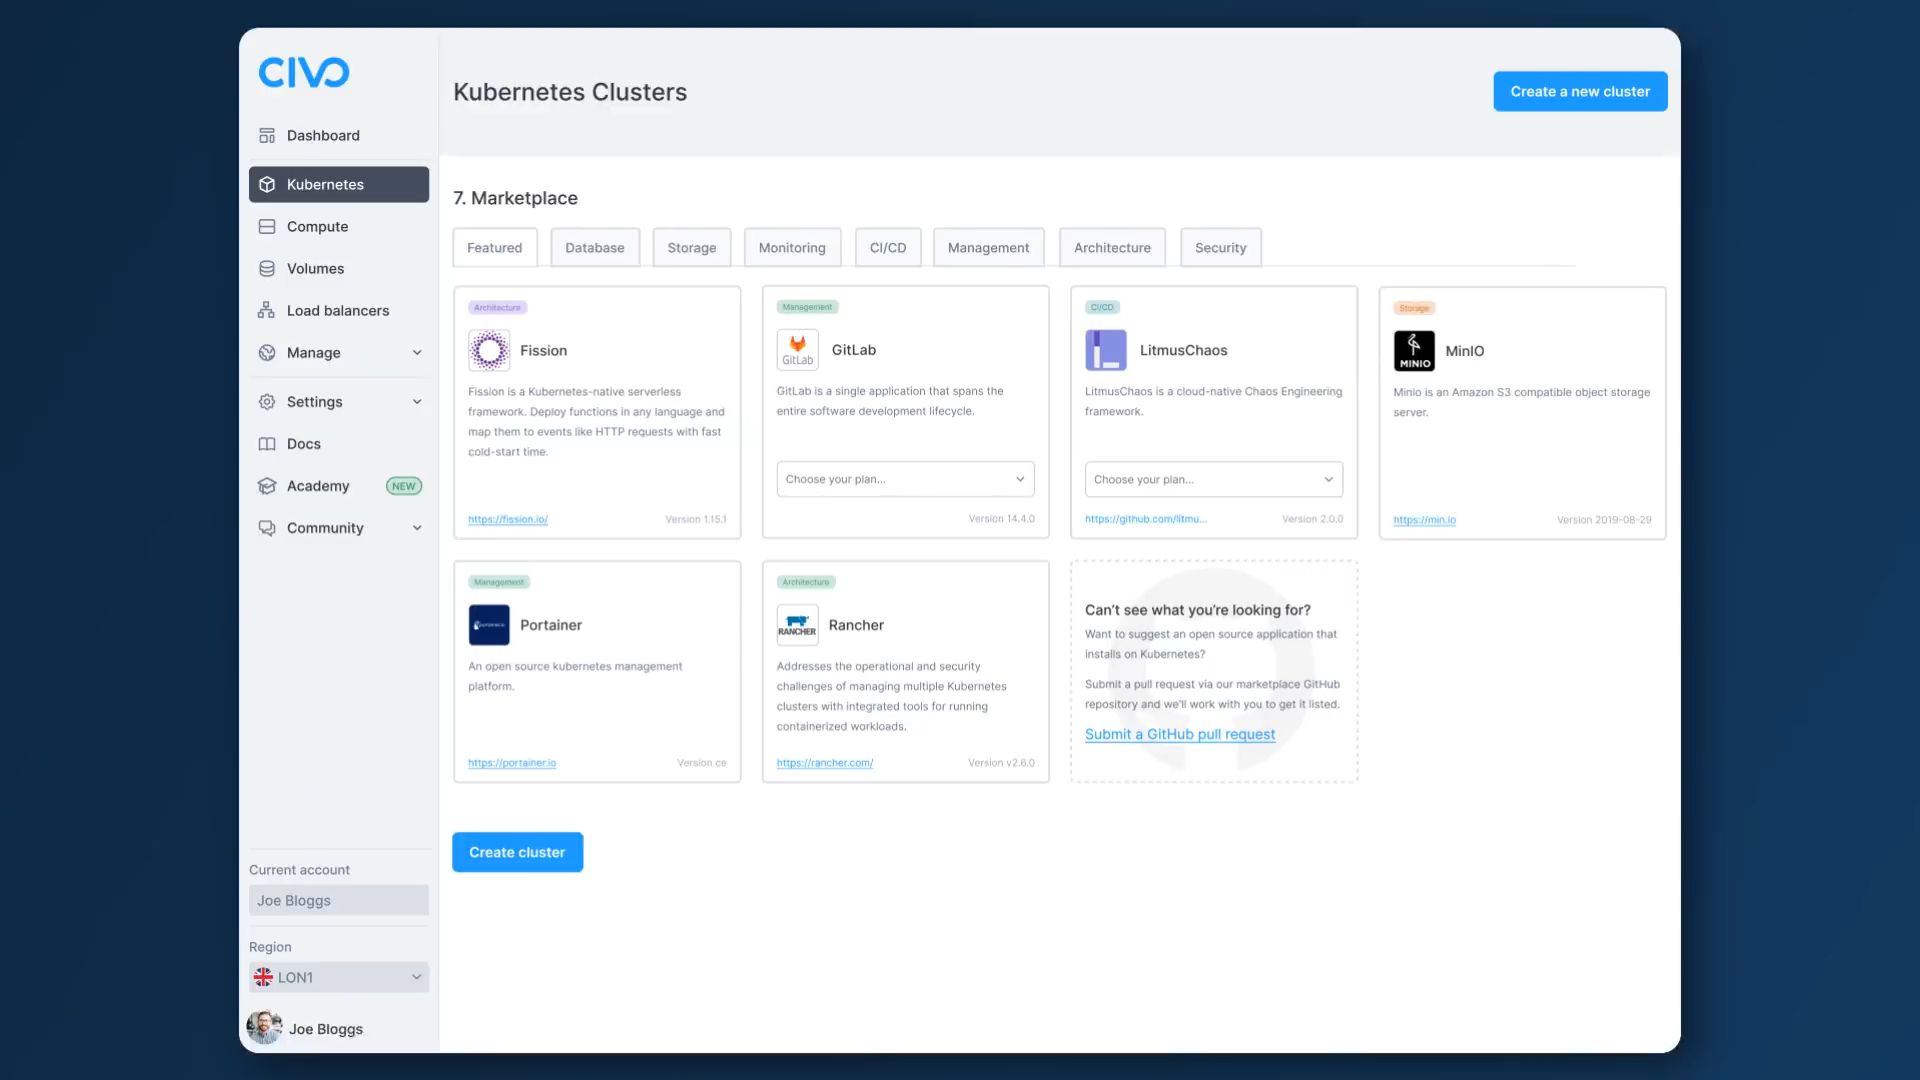 CIVO
Dashboard
Kubernetes
Compute
Volumes
Load balancers
Manage
Settings
Docs
Academy NEW
Community
Current account
Joe Bloggs
Region
LON1
Joe Bloggs
Kubernetes Clusters
Create a new cluster
7. Marketplace
Featured Database Storage Monitoring CI/CD Management Architecture Security
Architecture
Fission
Fission is a Kubernetes-native serverless
framework. Deploy functions in any language and
map them to events like HTTP requests with fast
cold-start time.
https://fission.io/ Version 1.15.1
Management
GitLab
GitLab
GitLab is a single application that spans the
entire software development lifecycle.
Choose your plan...
Version 14.4.0
CI/CD
LitmusChaos
LitmusChaos is a cloud-native Chaos Engineering
framework.
Choose your plan...
https://github.com/litmu... Version 2.0.0
Storage
MINIO
MinIO
Minio is an Amazon S3 compatible object storage
server.
https://min.io Version 2019-08-29
Management
Portainer
An open source kubernetes management
platform.
https://portainer.io Version ce
Architecture
RANCHER
Rancher
Addresses the operational and security
challenges of managing multiple Kubernetes
clusters with integrated tools for running
containerized workloads.
https://rancher.com/ Version v2.6.0
Can't see what you're looking for?
Want to suggest an open source application that
installs on Kubernetes?
Submit a pull request via our marketplace GitHub
repository and we'll work with you to get it listed.
Submit a GitHub pull request
Create cluster